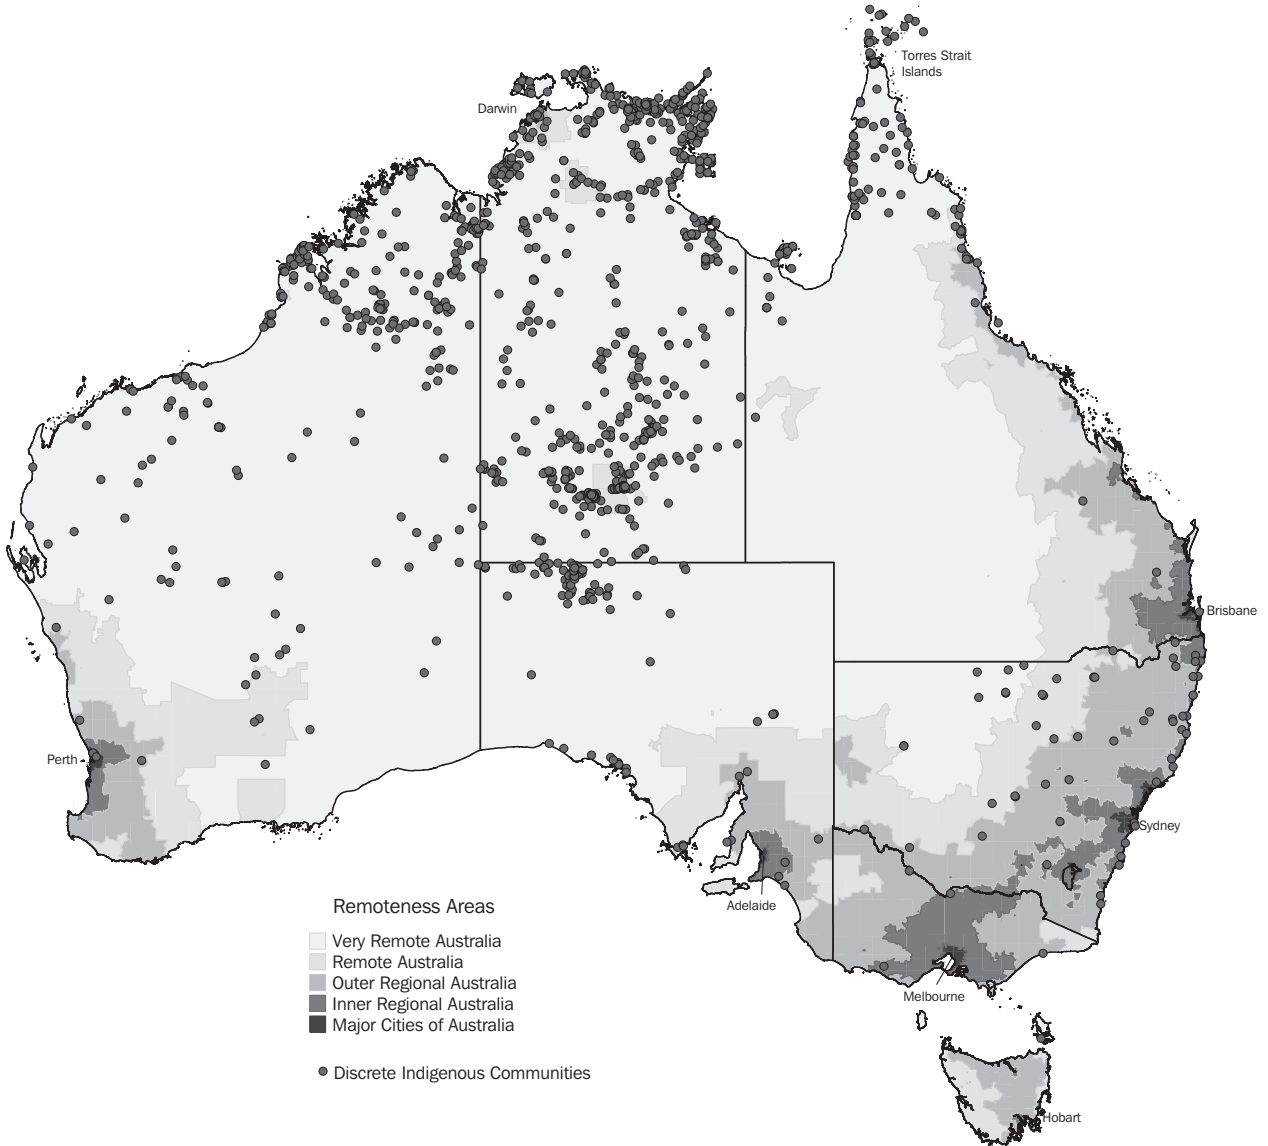 Torres Strait
Islands
Darwin
Brisbane
Perth
Sydney
Adelaide
Remoteness Areas
Very Remote Australia
Remote Australia
Outer Regional Australia
Inner Regional Australia
Major Cities of Australia
Melbourne
Discrete Indigenous Communities
Hobart